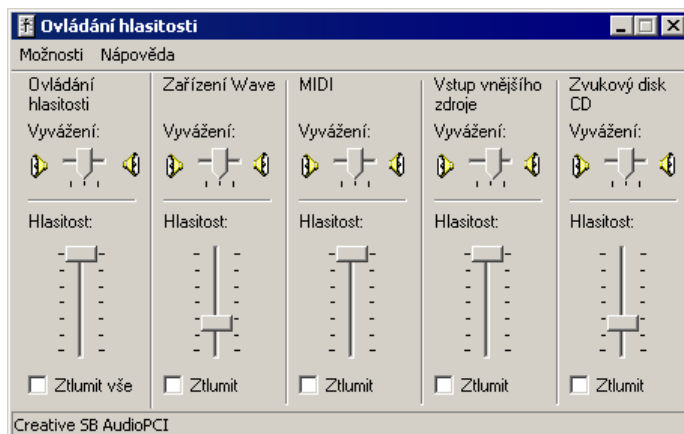 Ovládání hlasitosti
Možnosti Nápověda
Ovládání
hlasitosti
Vyvážení:
Hlasitost:
Ztlumit vše
Zařízení Wave
Vyvážení:
Hlasitost:
Ztlumit
MIDI
Vyvážení:
Hlasitost:
Ztlumit
Vstup vnějšího
zdroje
Vyvážení:
Hlasitost:
Ztlumit
Zvukový disk
CD
Vyvážení:
Hlasitost:
Ztlumit
Creative SB AudioPCI